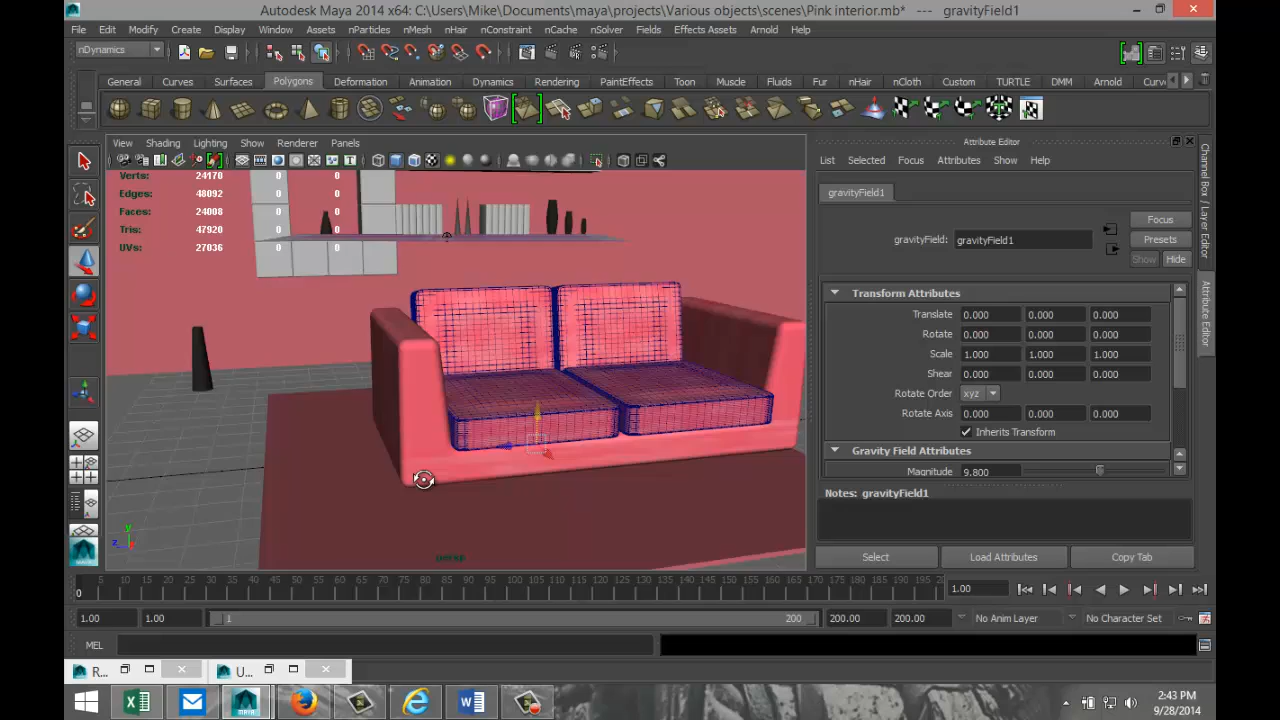 Autodesk Maya 2014 x64: C:\Users\Mike\Documents\maya\projects\Various objects\scenes\Pink interior.mb* --- gravityField1
File Edit Modify Create Display Window Assets nParticles nMesh nHair nConstraint nCache nSolver Fields Effects Assets Arnold Help
nDynamics
General Curves Surfaces Polygons Deformation Animation Dynamics Rendering PaintEffects Toon Muscle Fluids Fur nHair nCloth Custom TURTLE DMM Arnold Curv
View Shading Lighting Show Renderer Panels
Attribute Editor
List Selected Focus Attributes Show Help
Verts: 24170 0 0
Edges: 48092 0 0
Faces: 24008 0 0
Tris: 47920 0 0
UVs: 27036 0 0
gravityField1
Focus
gravityField: gravityField1
Presets
Show Hide
Transform Attributes
Translate 0.000 0.000 0.000
Rotate 0.000 0.000 0.000
Scale 1.000 1.000 1.000
Shear 0.000 0.000 0.000
Rotate Order xyz
Rotate Axis 0.000 0.000 0.000
Inherits Transform
Gravity Field Attributes
Magnitude 9.800
Notes: gravityField1
Select Load Attributes Copy Tab
Channel Box / Layer Editor
Attribute Editor
y
z
persp
5 10 15 20 25 30 35 40 45 50 55 60 65 70 75 80 85 90 95 100 105 110 115 120 125 130 135 140 145 150 155 160 165 170 175 180 185 190 195 20
0
1.00
1.00 1.00 1 200 200.00 200.00 No Anim Layer No Character Set
MEL
R... U...
2:43 PM
9/28/2014